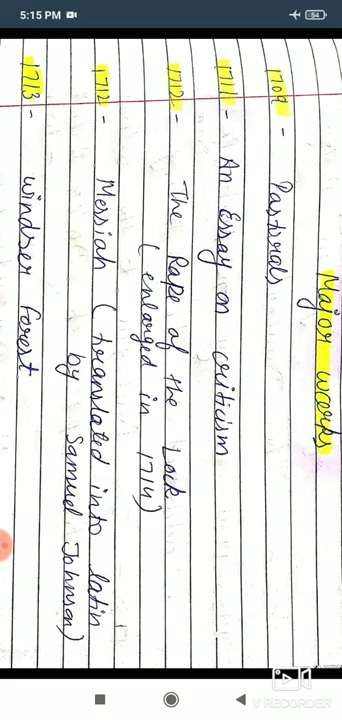 5:15 PM
54
Major works
1709 - Pastorals
1711 - An Essay on criticism
1712 - The Rape of the Lock
(enlarged in 1714)
1712 - Messiah (translated into latin
by Samuel Johnson)
1713 - Windser forest
V RECORDER